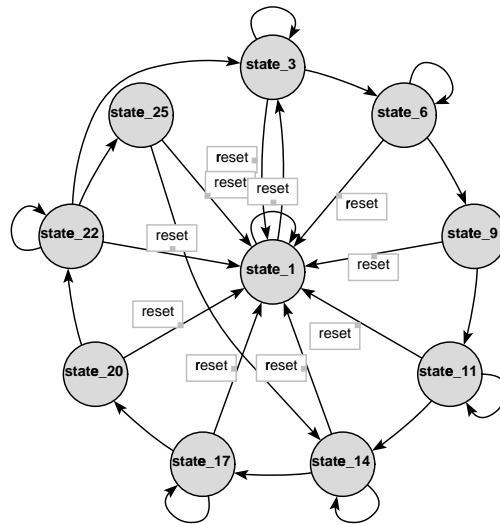 state_3
state_25
state_6
reset
reset
reset
reset
state_22
reset
state_9
reset
state_1
reset
reset
reset
reset
state_20
state_11
state_17
state_14